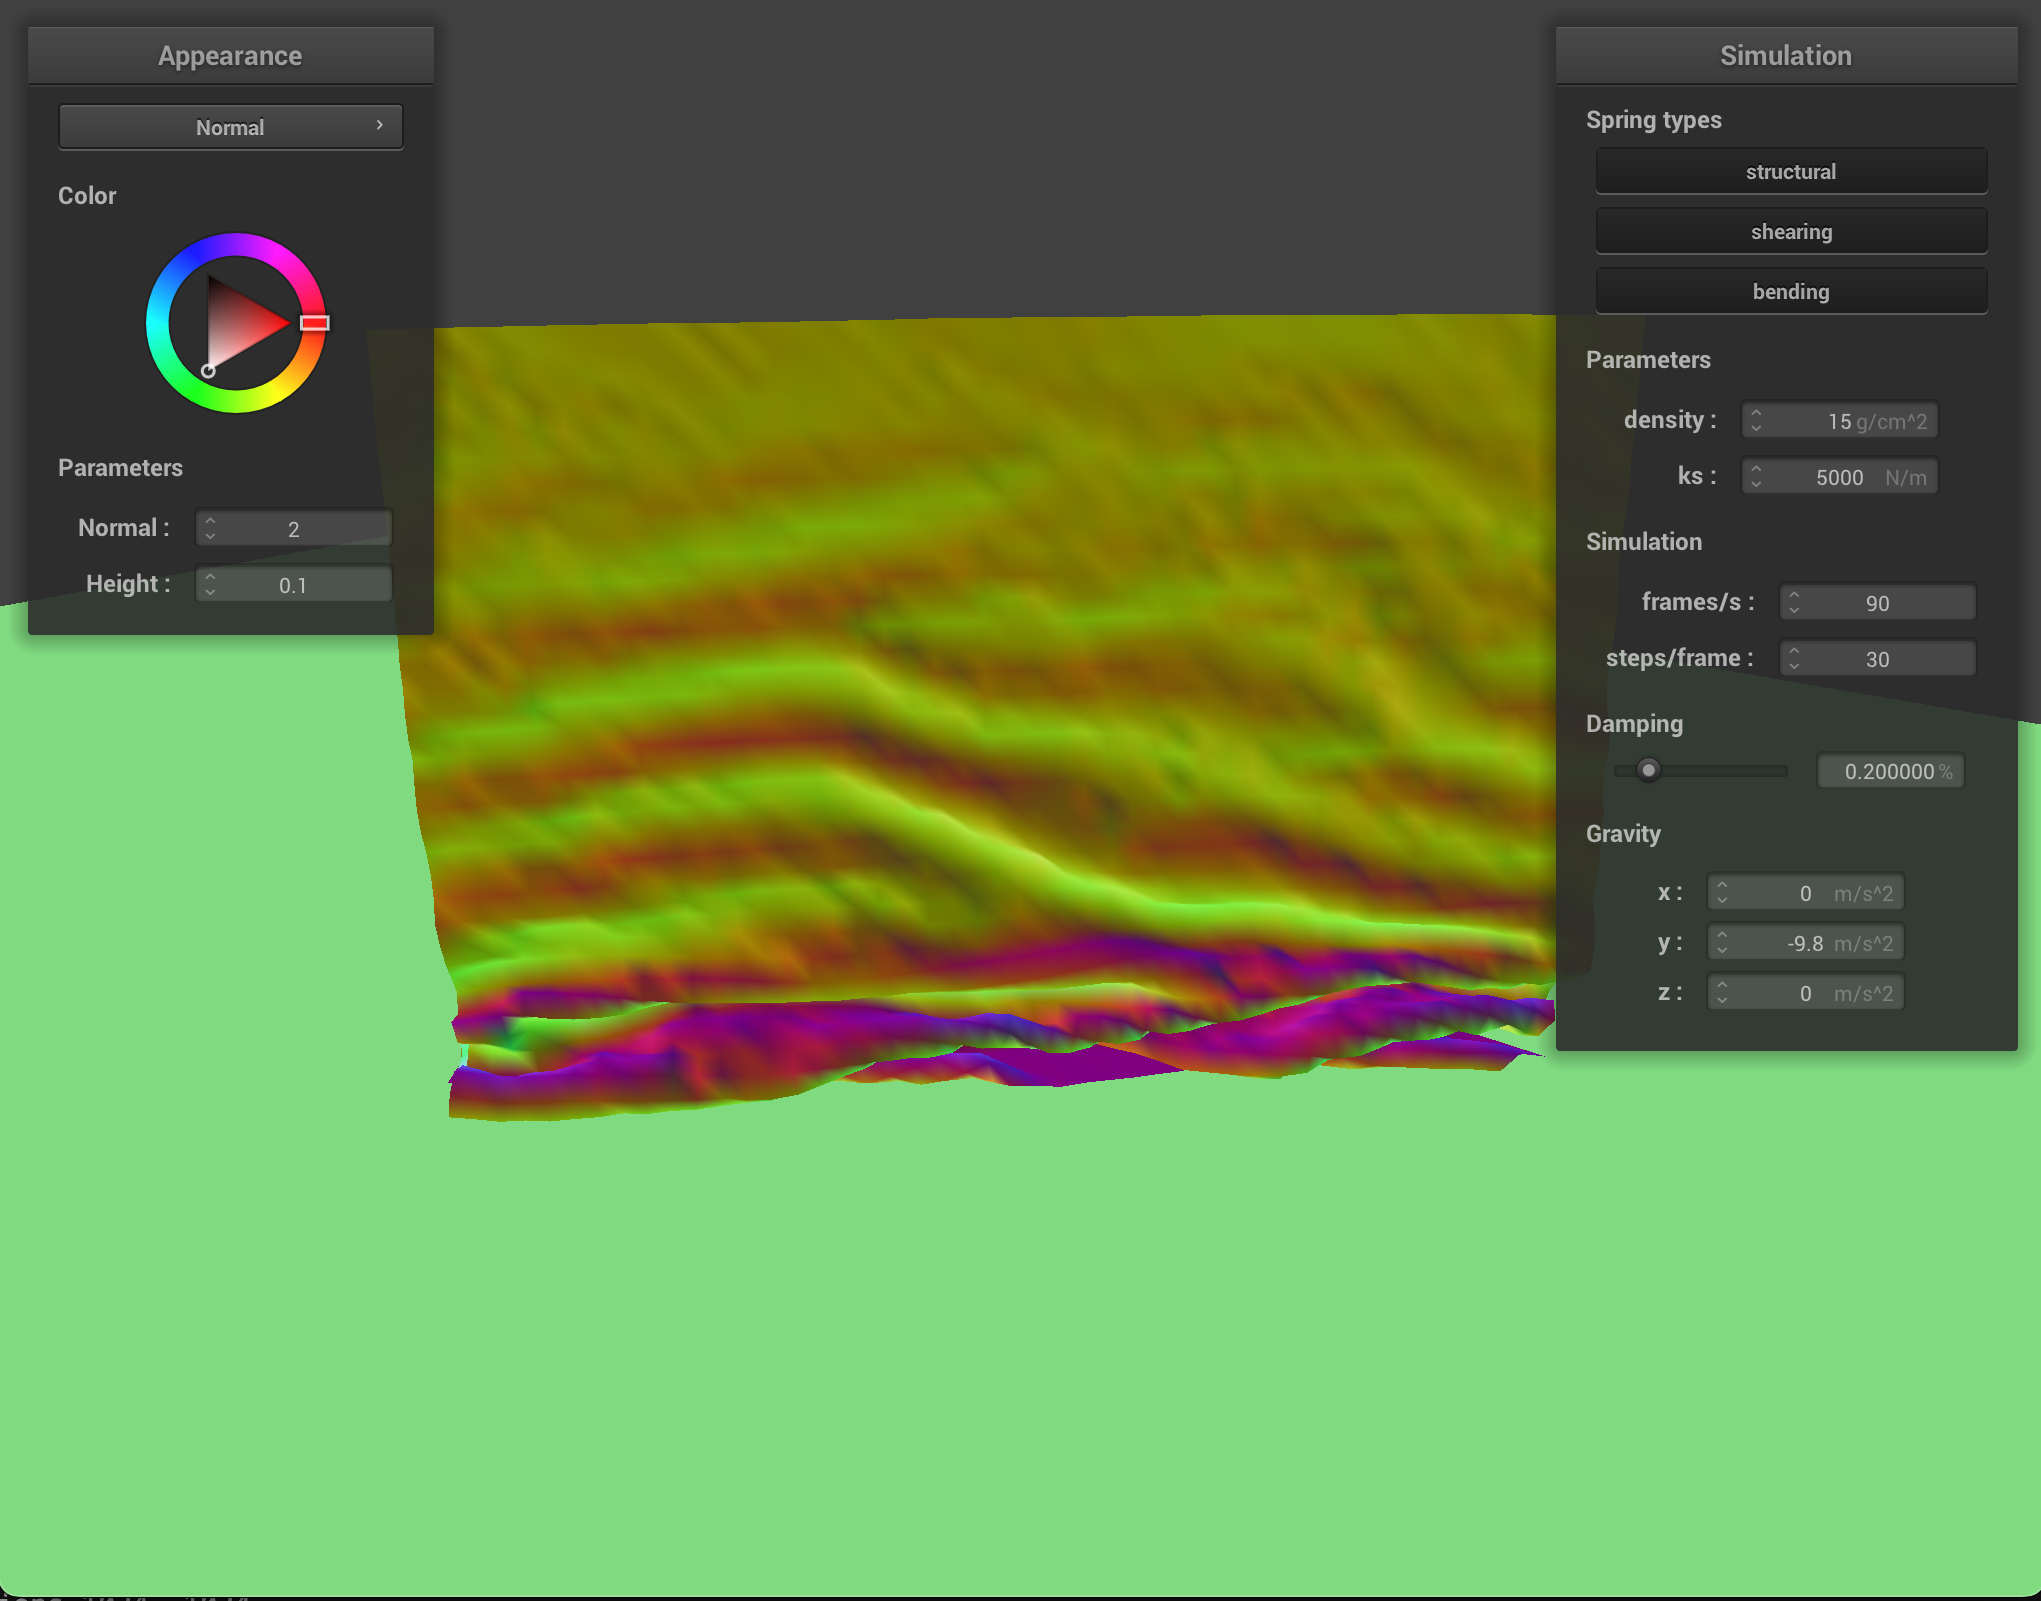 Appearance
Normal
Color
Parameters
Normal : 2
Height : 0.1
Simulation
Spring types
structural
shearing
bending
Parameters
density : 15 g/cm^2
ks : 5000 N/m
Simulation
frames/s : 90
steps/frame : 30
Damping
0.200000 %
Gravity
x : 0 m/s^2
y : -9.8 m/s^2
z : 0 m/s^2